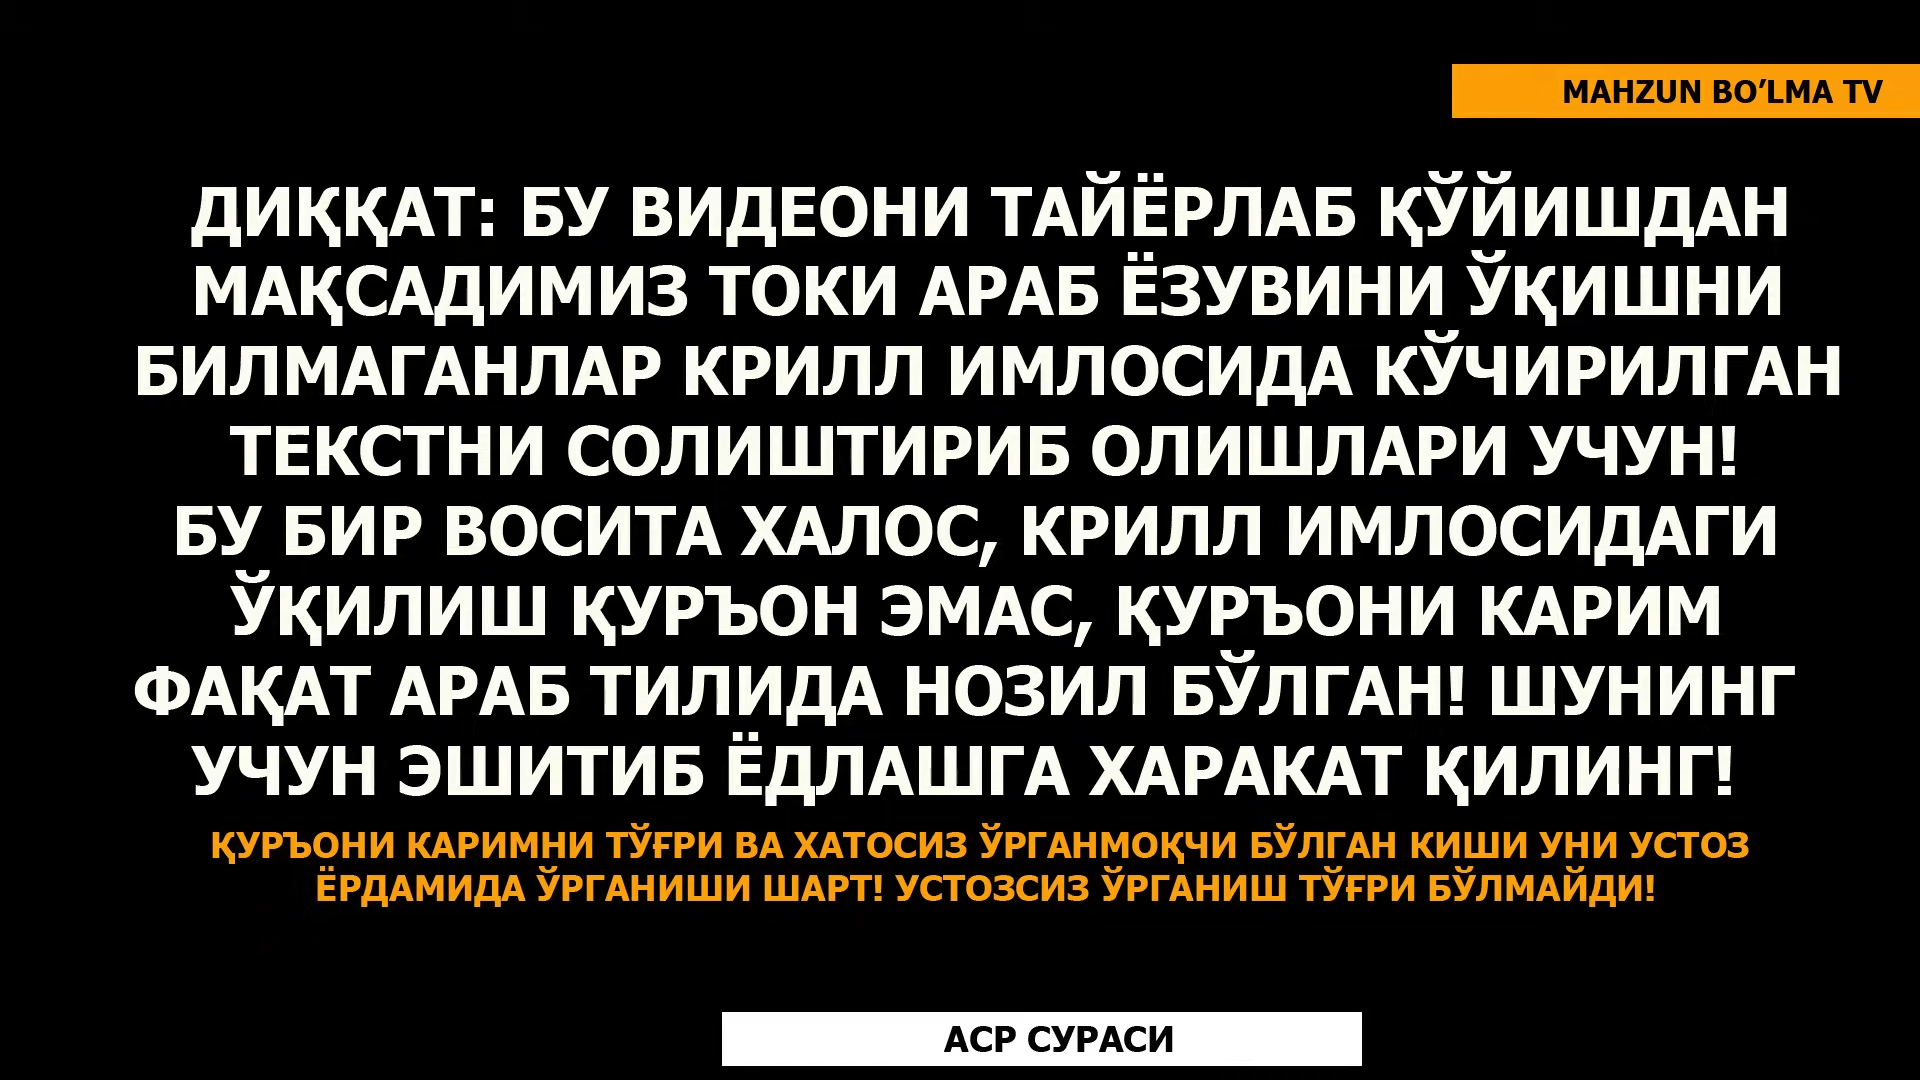 MAHZUN BO’LMA TV
ДИҚҚАТ: БУ ВИДЕОНИ ТАЙЁРЛАБ ҚЎЙИШДАН
МАҚСАДИМИЗ ТОКИ АРАБ ЁЗУВИНИ ЎҚИШНИ
БИЛМАГАНЛАР КРИЛЛ ИМЛОСИДА КЎЧИРИЛГАН
ТЕКСТНИ СОЛИШТИРИБ ОЛИШЛАРИ УЧУН!
БУ БИР ВОСИТА ХАЛОС, КРИЛЛ ИМЛОСИДАГИ
ЎҚИЛИШ ҚУРЪОН ЭМАС, ҚУРЪОНИ КАРИМ
ФАҚАТ АРАБ ТИЛИДА НОЗИЛ БЎЛГАН! ШУНИНГ
УЧУН ЭШИТИБ ЁДЛАШГА ХАРАКАТ ҚИЛИНГ!
ҚУРЪОНИ КАРИМНИ ТЎҒРИ ВА ХАТОСИЗ ЎРГАНМОҚЧИ БЎЛГАН КИШИ УНИ УСТОЗ
ЁРДАМИДА ЎРГАНИШИ ШАРТ! УСТОЗСИЗ ЎРГАНИШ ТЎҒРИ БЎЛМАЙДИ!
АСР СУРАСИ